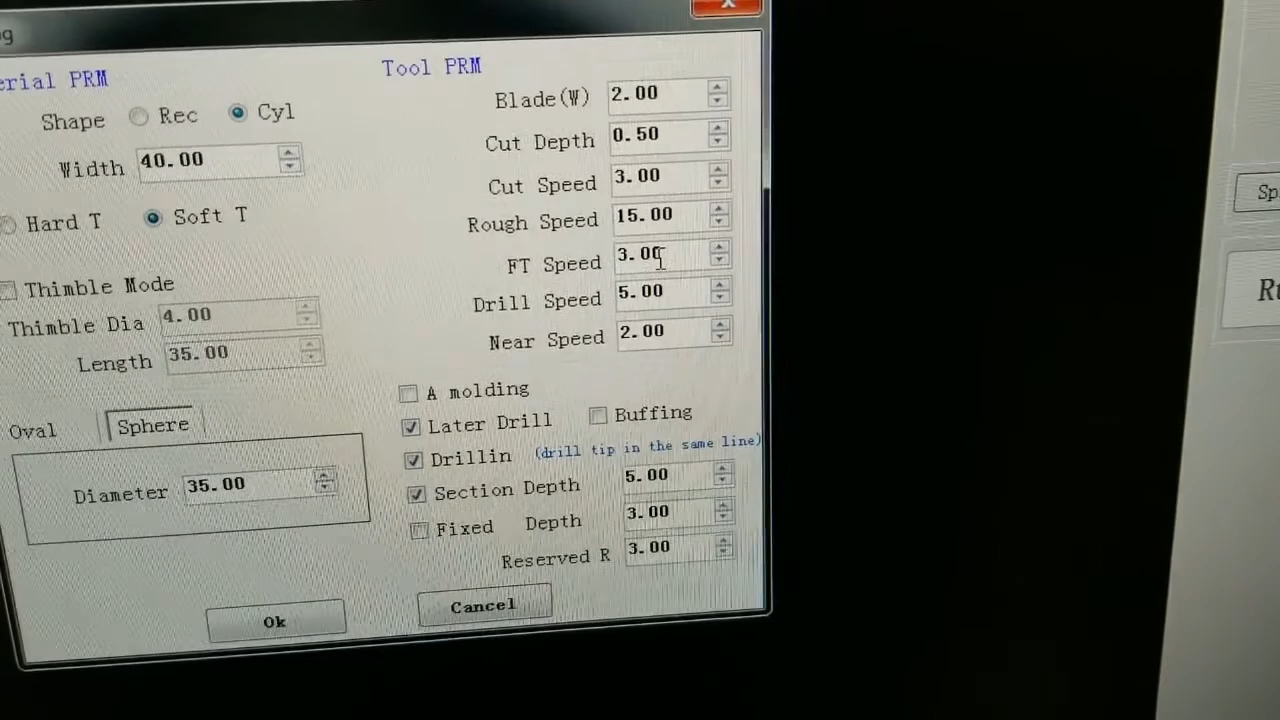 g
erial PRM
Shape Rec Cyl
Width 40.00
Hard T Soft T
Thimble Mode
Thimble Dia 4.00
Length 35.00
Oval Sphere
Diameter 35.00
Ok
Tool PRM
Blade(W) 2.00
Cut Depth 0.50
Cut Speed 3.00
Rough Speed 15.00
FT Speed 3.00
Drill Speed 5.00
Near Speed 2.00
A molding
Later Drill Buffing
Drillin (drill tip in the same line)
Section Depth 5.00
Fixed Depth 3.00
Reserved R 3.00
Cancel
Sp
Ru